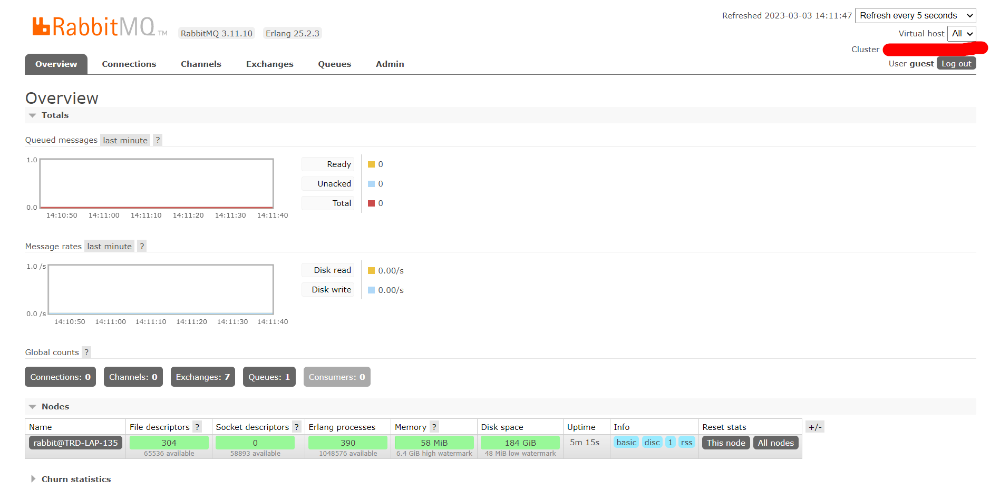 RabbitMQ TM RabbitMQ 3.11.10 Erlang 25.2.3
Refreshed 2023-03-03 14:11:47 Refresh every 5 seconds
Virtual host All
Cluster
User guest Log out
Overview Connections Channels Exchanges Queues Admin
Overview
Totals
Queued messages last minute ?
1.0
0.0
14:10:50 14:11:00 14:11:10 14:11:20 14:11:30 14:11:40
Ready 0
Unacked 0
Total 0
Message rates last minute ?
1.0 /s
0.0 /s
14:10:50 14:11:00 14:11:10 14:11:20 14:11:30 14:11:40
Disk read 0.00/s
Disk write 0.00/s
Global counts ?
Connections: 0 Channels: 0 Exchanges: 7 Queues: 1 Consumers: 0
Nodes
Name File descriptors ? Socket descriptors ? Erlang processes Memory ? Disk space Uptime Info Reset stats +/-
rabbit@TRD-LAP-135 304 0 390 58 MiB 184 GiB 5m 15s basic disc 1 rss This node All nodes
65536 available 58893 available 1048576 available 6.4 GiB high watermark 48 MiB low watermark
Churn statistics